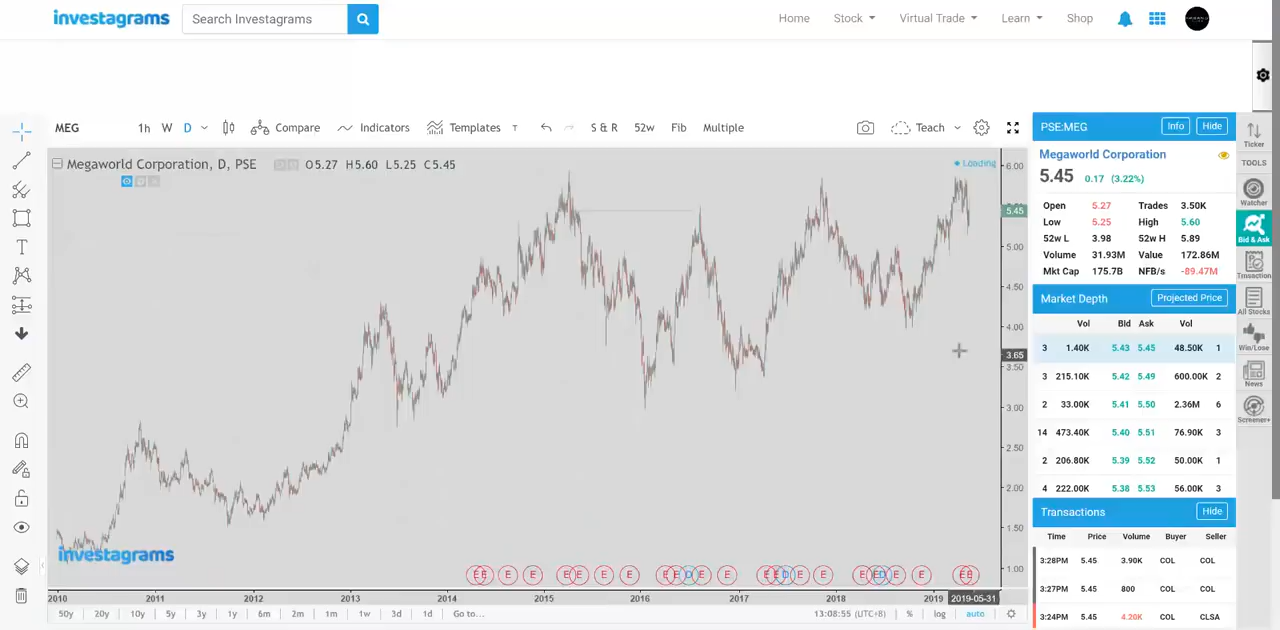 investagrams Search Investagrams Home Stock Virtual Trade Learn Shop
MEG 1h W D Compare Indicators Templates T S & R 52w Fib Multiple Teach
PSE:MEG Info Hide
Ticker
Megaworld Corporation, D, PSE O5.27 H5.60 L5.25 C5.45
Loading
Megaworld Corporation
TOOLS
5.45 0.17 (3.22%)
Watcher
Open 5.27 Trades 3.50K
Low 5.25 High 5.60
52w L 3.98 52w H 5.89
Bid & Ask
Volume 31.93M Value 172.86M
Mkt Cap 175.7B NFB/s -89.47M
Transaction
Market Depth Projected Price
All Stocks
Vol Bid Ask Vol
3 1.40K 5.43 5.45 48.50K 1
Win/Lose
3 215.10K 5.42 5.49 600.00K 2
News
2 33.00K 5.41 5.50 2.36M 6
Screener+
14 473.40K 5.40 5.51 76.90K 3
2 206.80K 5.39 5.52 50.00K 1
4 222.00K 5.38 5.53 56.00K 3
Transactions Hide
Time Price Volume Buyer Seller
3:28PM 5.45 3.90K COL COL
3:27PM 5.45 800 COL COL
3:24PM 5.45 4.20K COL CLSA
6.00
5.45
5.00
4.50
4.00
3.65
3.50
3.00
2.50
2.00
1.50
1.00
investagrams
E E E E E E E E E E D E E E D E E E D E E E E
2010 2011 2012 2013 2014 2015 2016 2017 2018 2019 2019-05-31
50y 20y 10y 5y 3y 1y 6m 2m 1m 1w 3d 1d Go to... 13:08:55 (UTC+8) % log auto